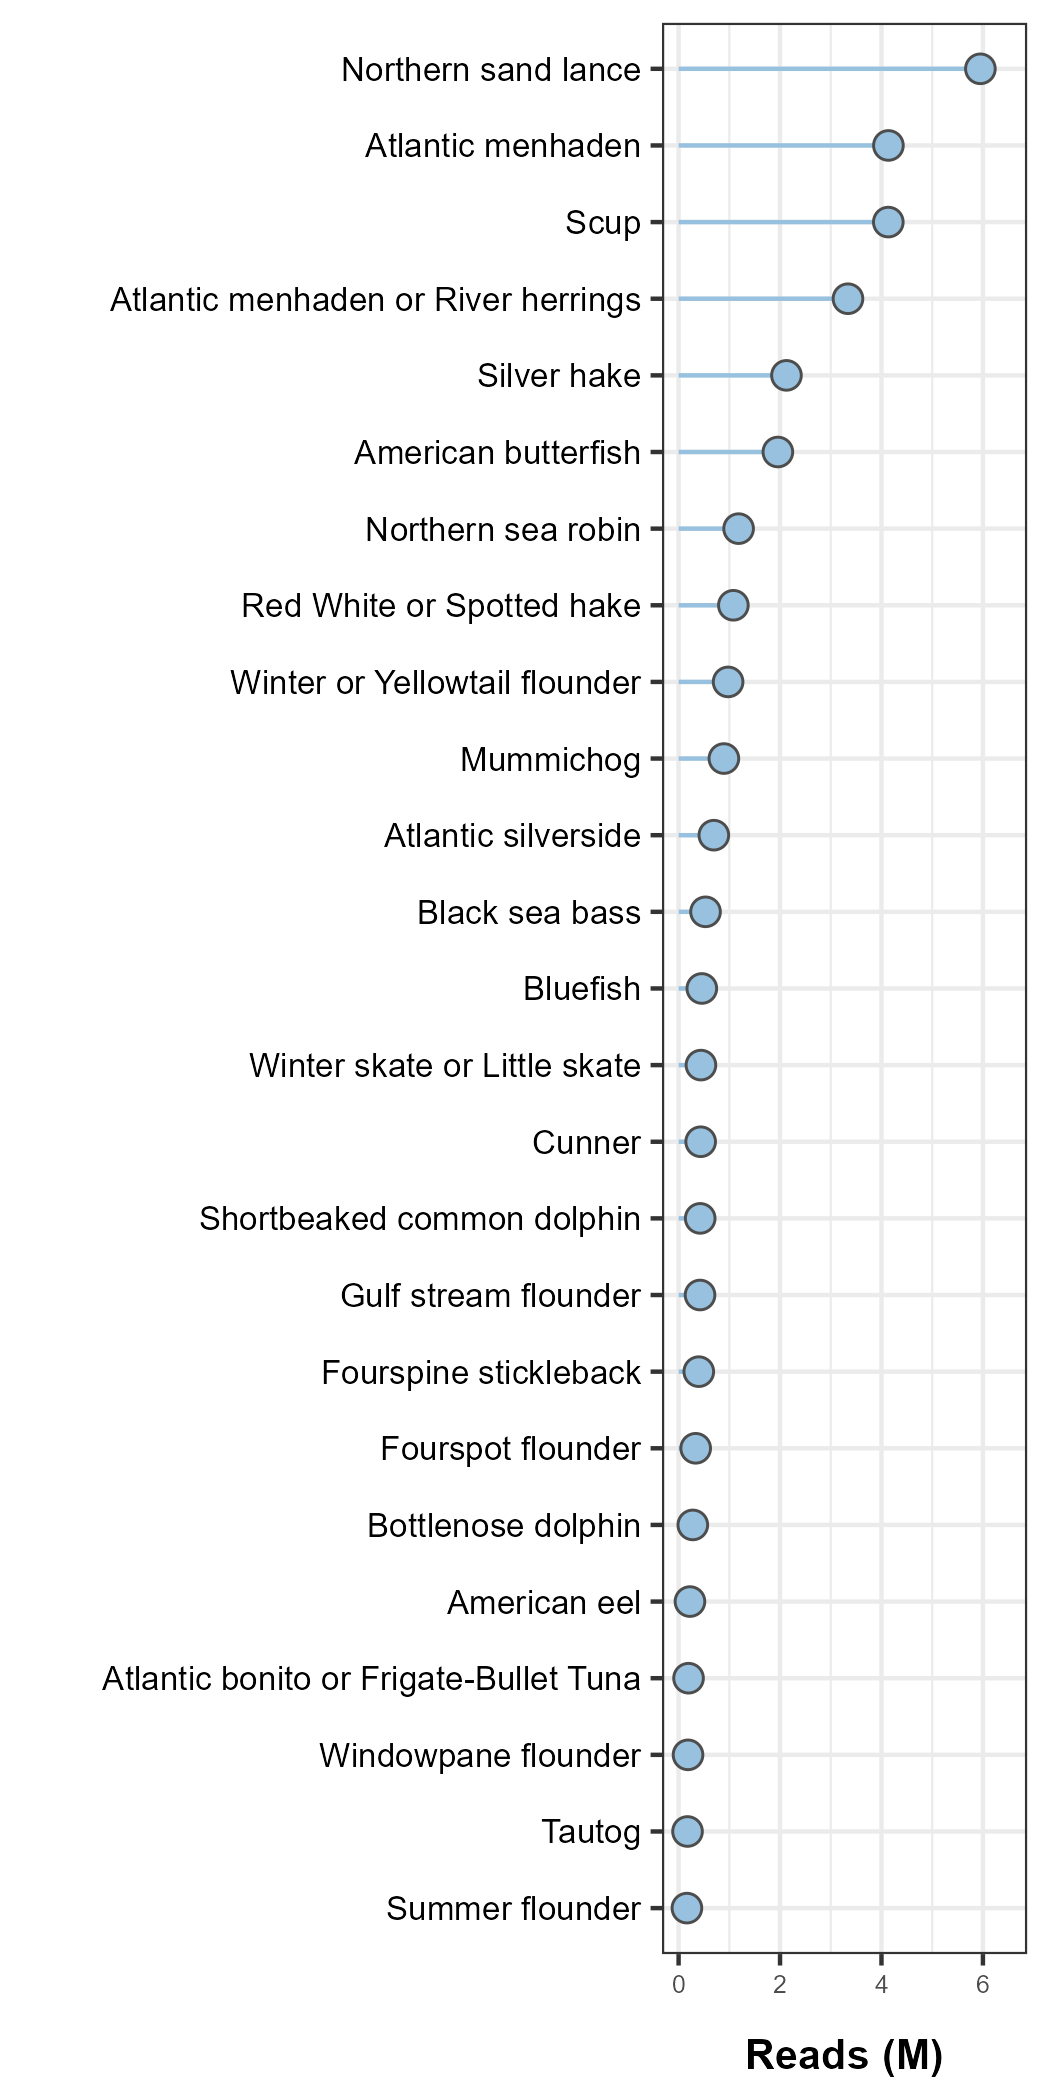 Northern sand lance
Atlantic menhaden
Scup
Atlantic menhaden or River herrings
Silver hake
American butterfish
Northern sea robin
Red White or Spotted hake
Winter or Yellowtail flounder
Mummichog
Atlantic silverside
Black sea bass
Bluefish
Winter skate or Little skate
Cunner
Shortbeaked common dolphin
Gulf stream flounder
Fourspine stickleback
Fourspot flounder
Bottlenose dolphin
American eel
Atlantic bonito or Frigate-Bullet Tuna
Windowpane flounder
Tautog
Summer flounder
0 2 4 6
Reads (M)